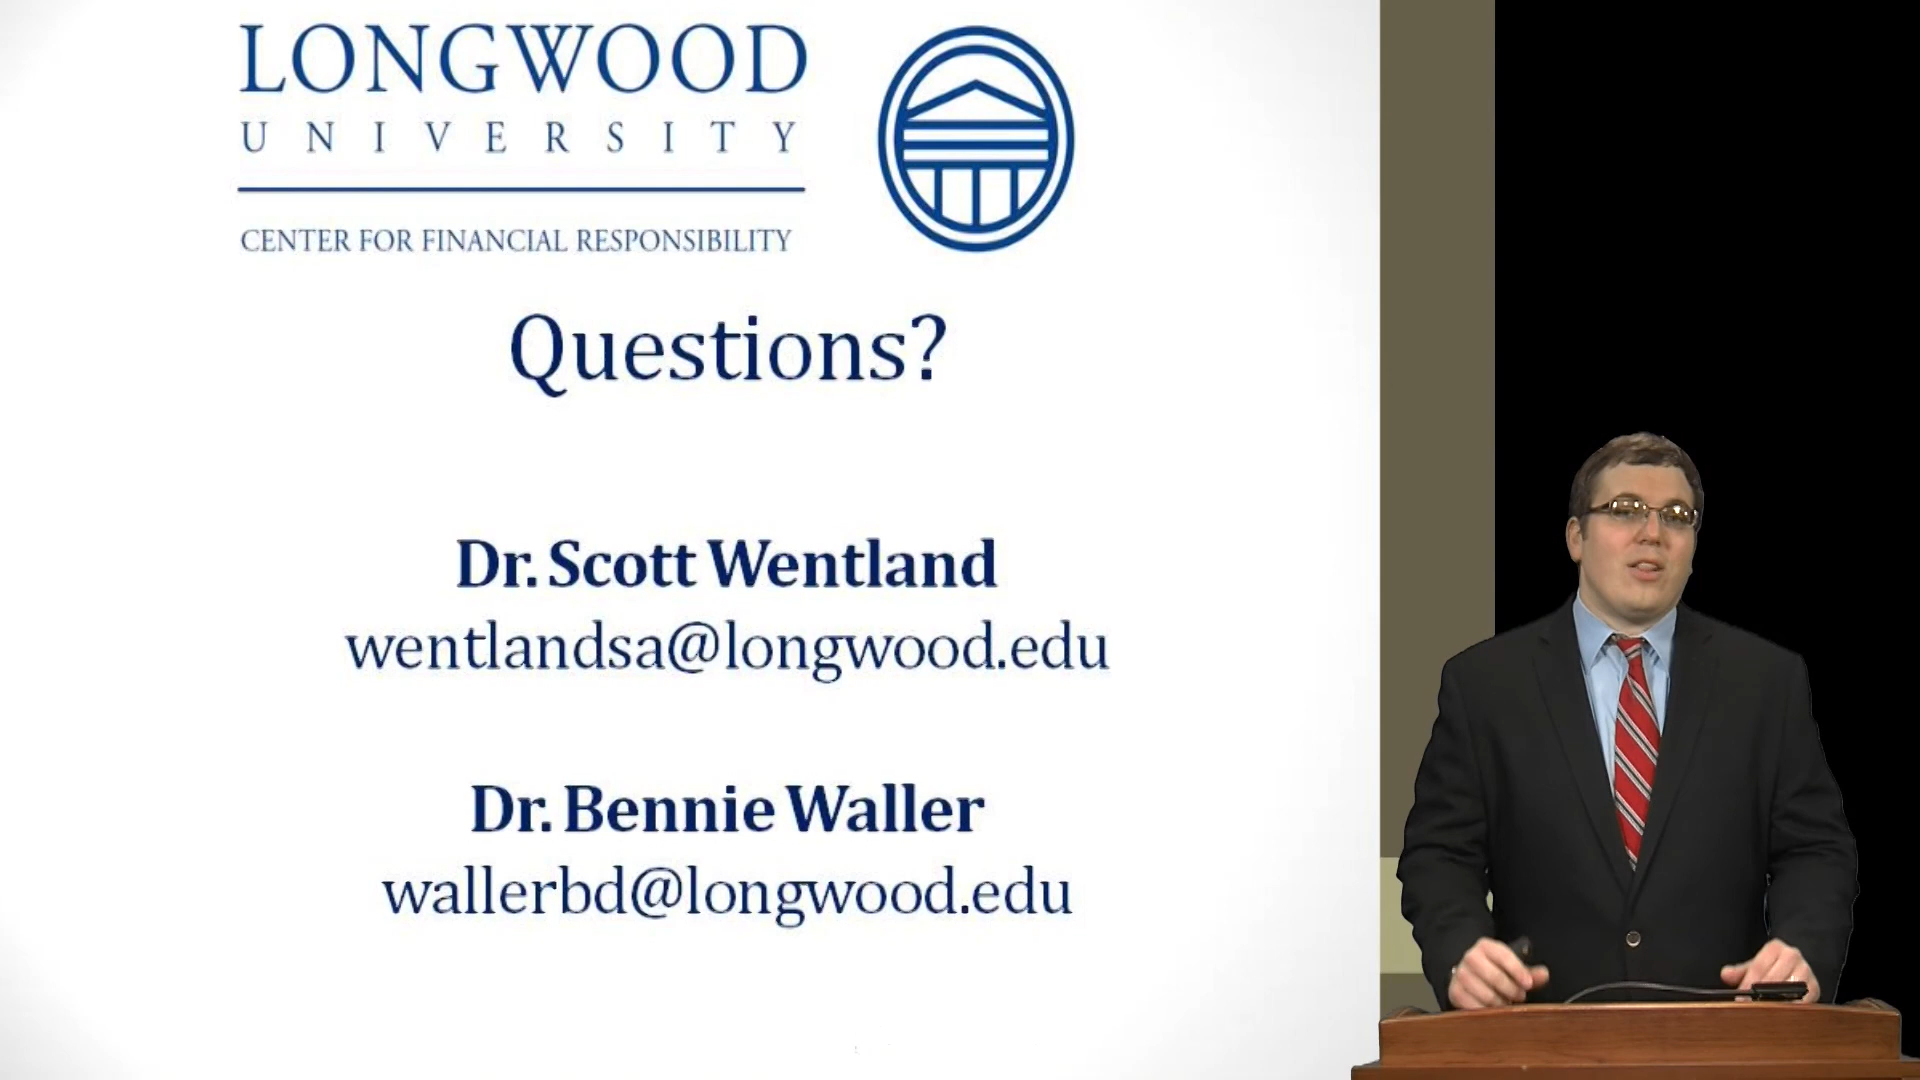 LONGWOOD
UNIVERSITY
CENTER FOR FINANCIAL RESPONSIBILITY
Questions?
Dr. Scott Wentland
wentlandsa@longwood.edu
Dr. Bennie Waller
wallerbd@longwood.edu